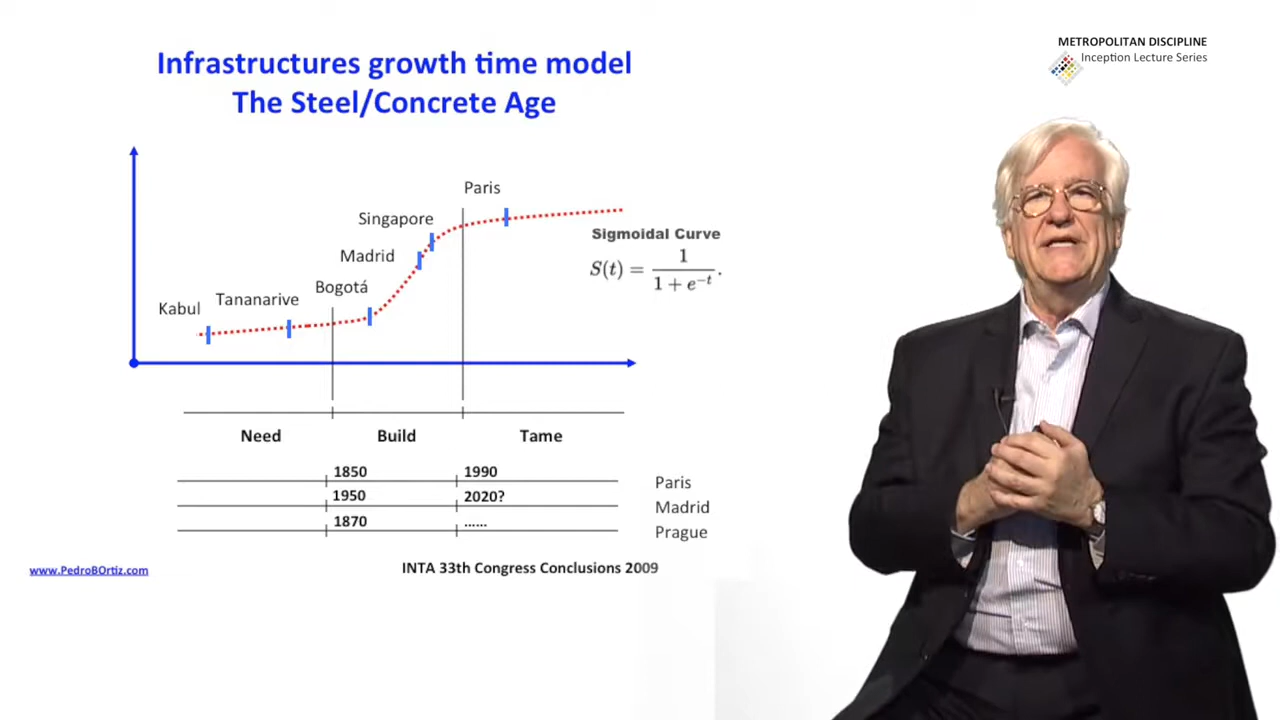 Infrastructures growth time model
The Steel/Concrete Age
METROPOLITAN DISCIPLINE
Inception Lecture Series
Paris
Singapore
Madrid
Bogotá
Tananarive
Kabul
Sigmoidal Curve
S(t) = 1 / (1 + e^{-t}).
Need Build Tame
1850 1990 Paris
1950 2020? Madrid
1870 ...... Prague
www.PedroBOrtiz.com
INTA 33th Congress Conclusions 2009